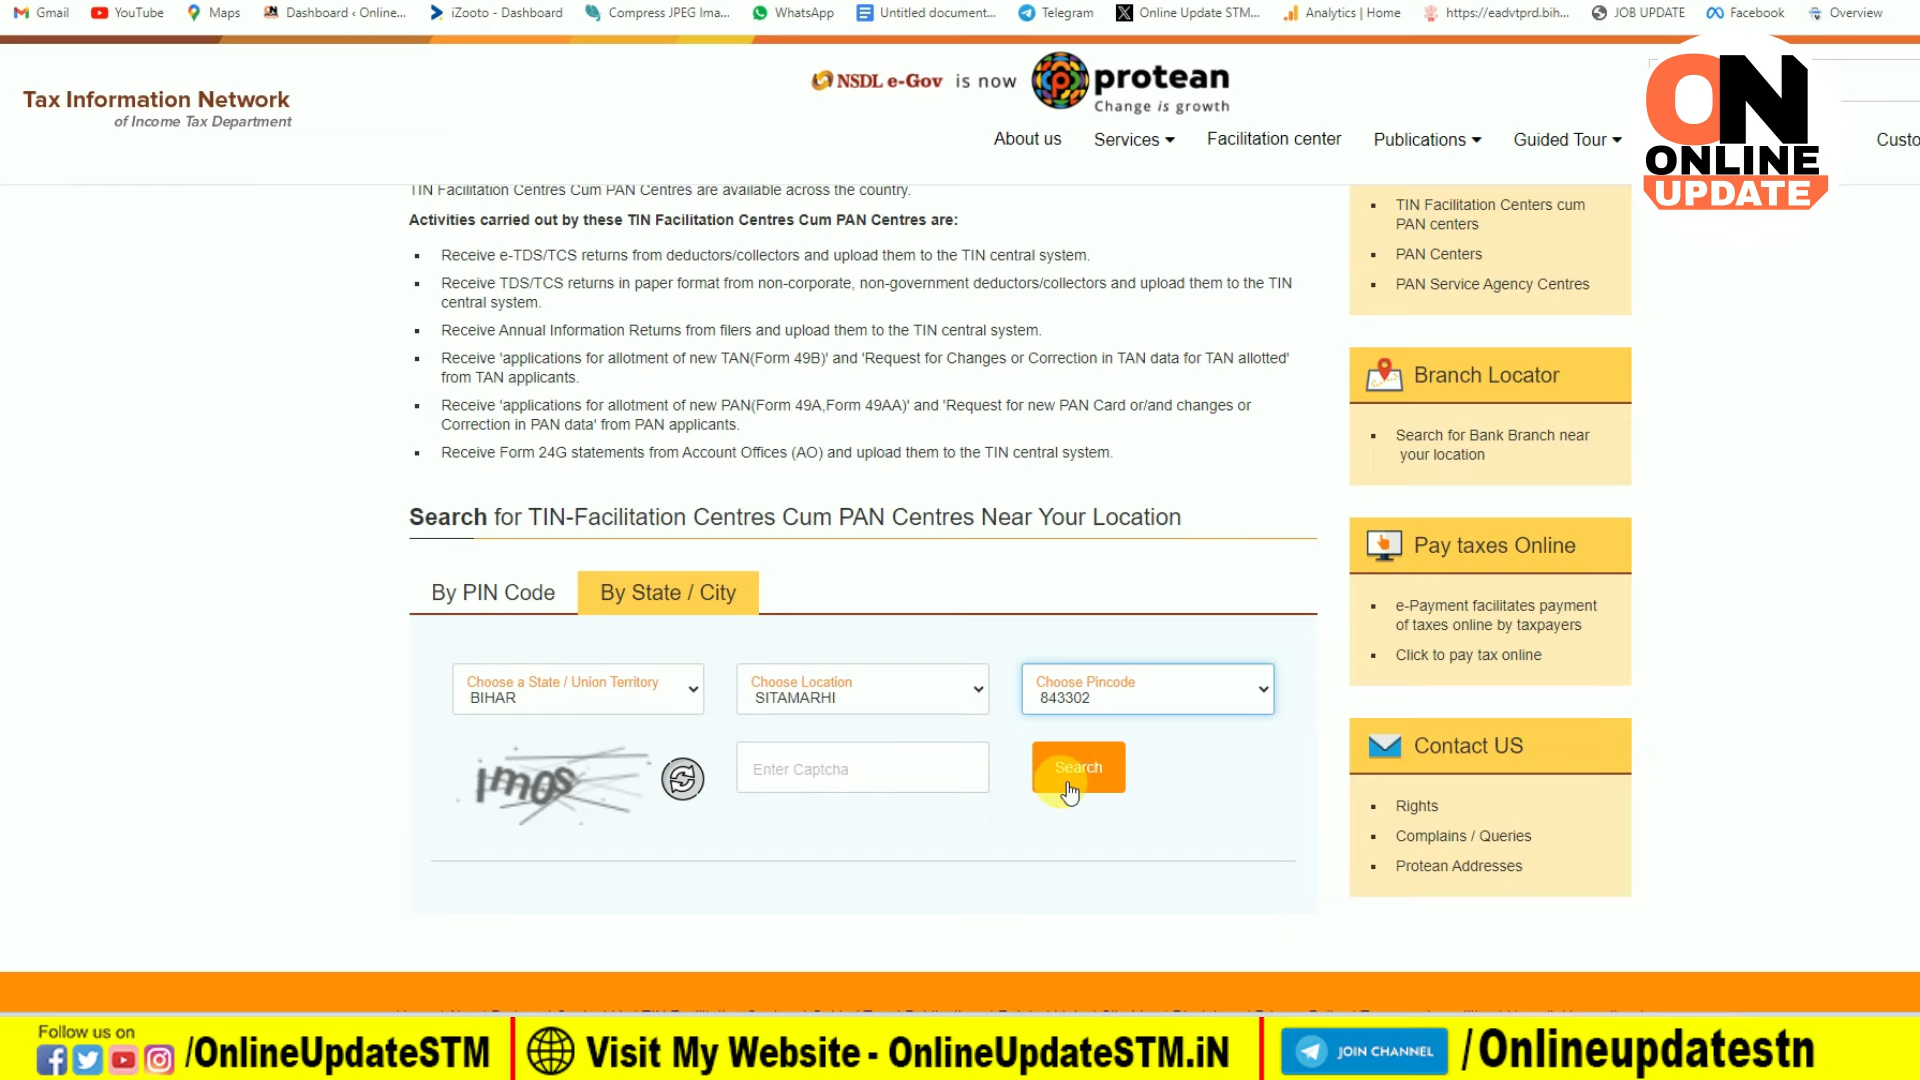 Gmail
YouTube
Maps
Dashboard ‹ Online...
iZooto - Dashboard
Compress JPEG Ima...
WhatsApp
Untitled document...
Telegram
Online Update STM...
Analytics | Home
https://eadvtprd.bih...
JOB UPDATE
Facebook
Overview
Tax Information Network
of Income Tax Department
NSDL e-Gov is now protean
Change is growth
About us
Services
Facilitation center
Publications
Guided Tour
Custo
ON
ONLINE
UPDATE
TIN Facilitation Centres Cum PAN Centres are available across the country.
Activities carried out by these TIN Facilitation Centres Cum PAN Centres are:
Receive e-TDS/TCS returns from deductors/collectors and upload them to the TIN central system.
Receive TDS/TCS returns in paper format from non-corporate, non-government deductors/collectors and upload them to the TIN
central system.
Receive Annual Information Returns from filers and upload them to the TIN central system.
Receive 'applications for allotment of new TAN(Form 49B)' and 'Request for Changes or Correction in TAN data for TAN allotted'
from TAN applicants.
Receive 'applications for allotment of new PAN(Form 49A,Form 49AA)' and 'Request for new PAN Card or/and changes or
Correction in PAN data' from PAN applicants.
Receive Form 24G statements from Account Offices (AO) and upload them to the TIN central system.
Search for TIN-Facilitation Centres Cum PAN Centres Near Your Location
By PIN Code
By State / City
Choose a State / Union Territory
BIHAR
Choose Location
SITAMARHI
Choose Pincode
843302
imos
Enter Captcha
Search
TIN Facilitation Centers cum
PAN centers
PAN Centers
PAN Service Agency Centres
Branch Locator
Search for Bank Branch near
your location
Pay taxes Online
e-Payment facilitates payment
of taxes online by taxpayers
Click to pay tax online
Contact US
Rights
Complains / Queries
Protean Addresses
Follow us on
/OnlineUpdateSTM
Visit My Website - OnlineUpdateSTM.iN
JOIN CHANNEL
/Onlineupdatestn